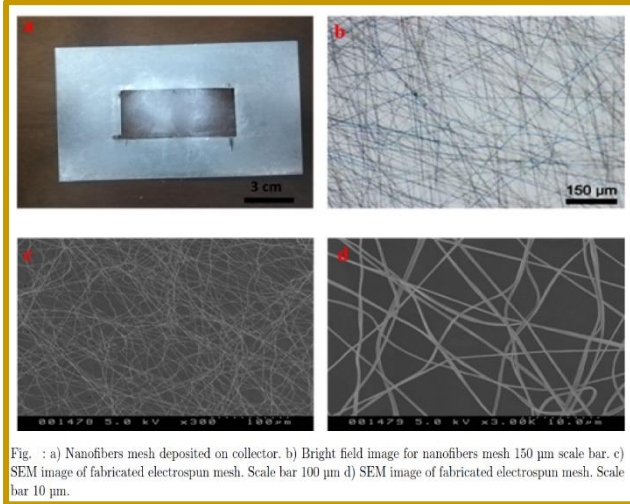 a
b
3 cm
150 µm
c
d
001478 5.0 kV x300 100µm
001479 5.0 kV x3.00K 10.0µm
Fig. : a) Nanofibers mesh deposited on collector. b) Bright field image for nanofibers mesh 150 µm scale bar. c)
SEM image of fabricated electrospun mesh. Scale bar 100 µm d) SEM image of fabricated electrospun mesh. Scale
bar 10 µm.